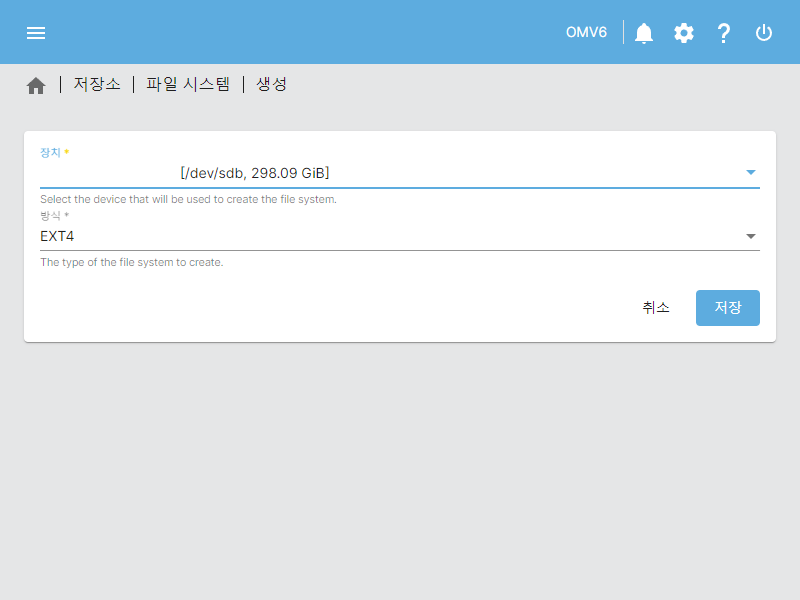 OMV6
저장소 | 파일 시스템 | 생성
장치 *
[/dev/sdb, 298.09 GiB]
Select the device that will be used to create the file system.
방식 *
EXT4
The type of the file system to create.
취소 저장